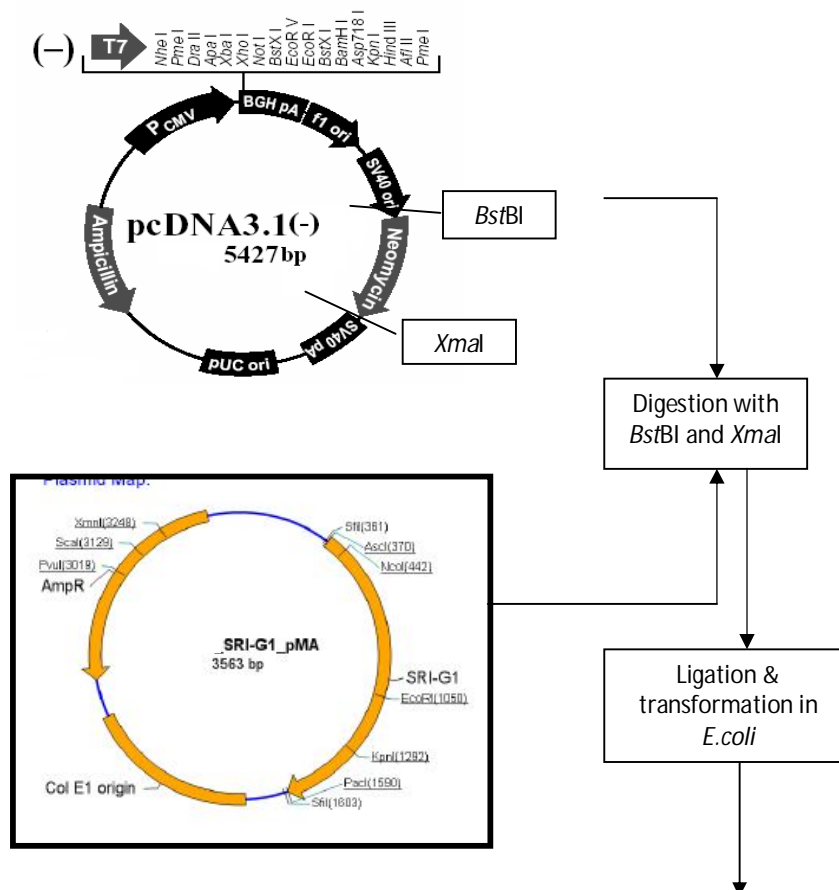 (–)
T7
Nhe I
Pme I
Dra II
Apa I
Xba I
Xho I
Not I
BstX I
EcoR V
EcoR I
BstX I
BamH I
Asp718 I
Kpn I
Hind III
Afl II
Pme I
P CMV
BGH pA
f1 ori
SV40 ori
Neomycin
SV40 pA
pUC ori
Ampicillin
pcDNA3.1(-)
5427bp
BstBI
XmaI
Digestion with
BstBI and XmaI
Plasmid Map:
XmnI(3248)
ScaI(3129)
PvuI(3018)
AmpR
SfiI(361)
AscI(370)
NcoI(442)
_SRI-G1_pMA
3563 bp
SRI-G1
EcoRI(1050)
KpnI(1292)
PacI(1590)
SfiI(1603)
Col E1 origin
Ligation &
transformation in
E.coli